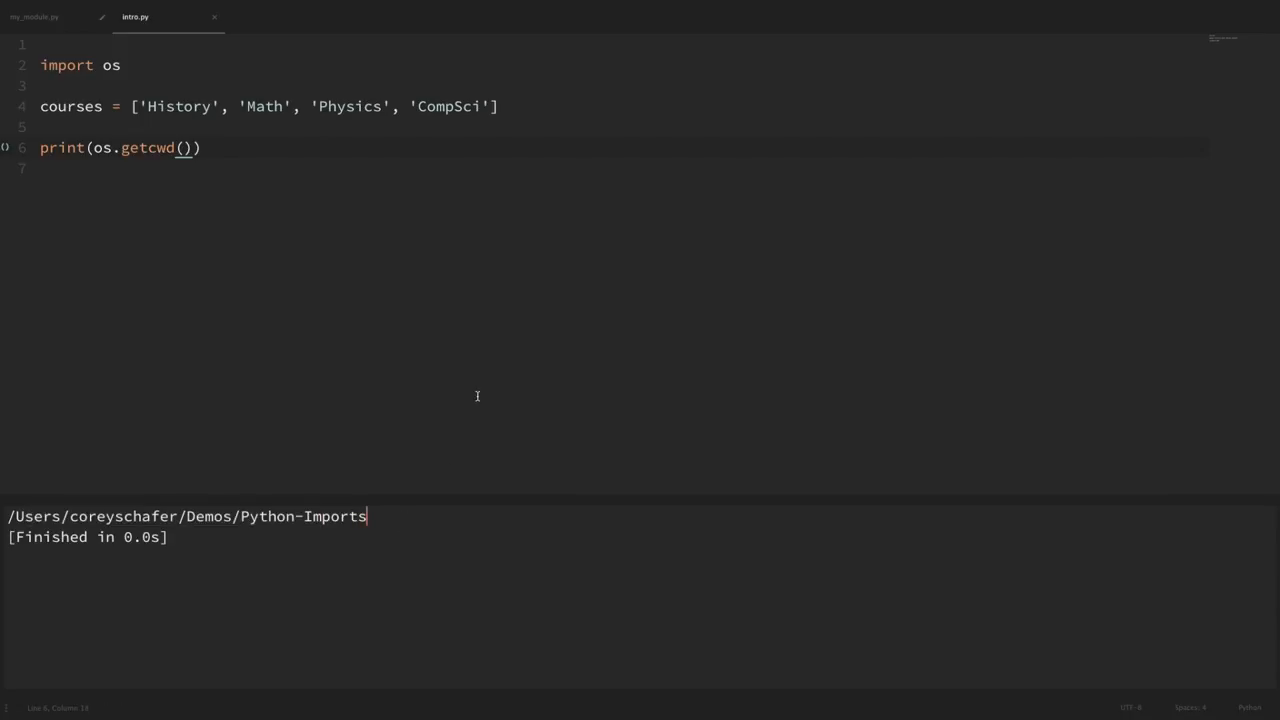 my_module.py
intro.py ×
1
2 import os
3
4 courses = ['History', 'Math', 'Physics', 'CompSci']
5
() 6 print(os.getcwd())
7
/Users/coreyschafer/Demos/Python-Imports
[Finished in 0.0s]
Line 6, Column 18
UTF-8 Spaces: 4 Python